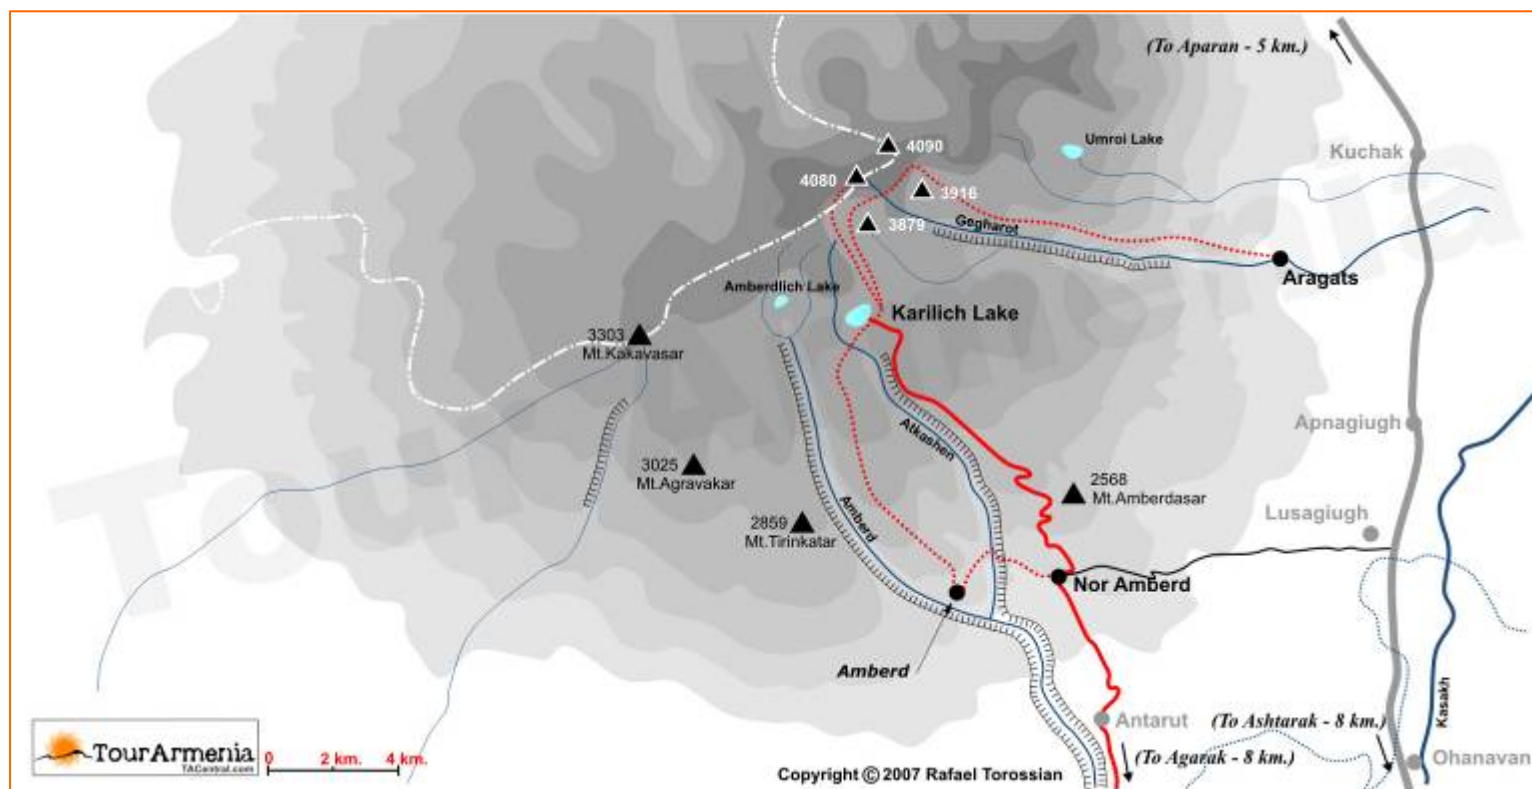 (To Aparan - 5 km.)
4090
Umroi Lake
Kuchak
4080
3916
3879
Gegharot
Aragats
Amberdlich Lake
Karilich Lake
3303
Mt.Kakavasar
Apnagiugh
Atkashen
3025
Mt.Agravakar
2568
Mt.Amberdasar
Amberd
2859
Mt.Tirinkatar
Lusagiugh
Nor Amberd
Amberd
Kasakh
Antarut
(To Ashtarak - 8 km.)
(To Agarak - 8 km.)
Ohanavan
TourArmenia
TACentral.com
0 2 km. 4 km.
Copyright © 2007 Rafael Torossian
TourArmenia